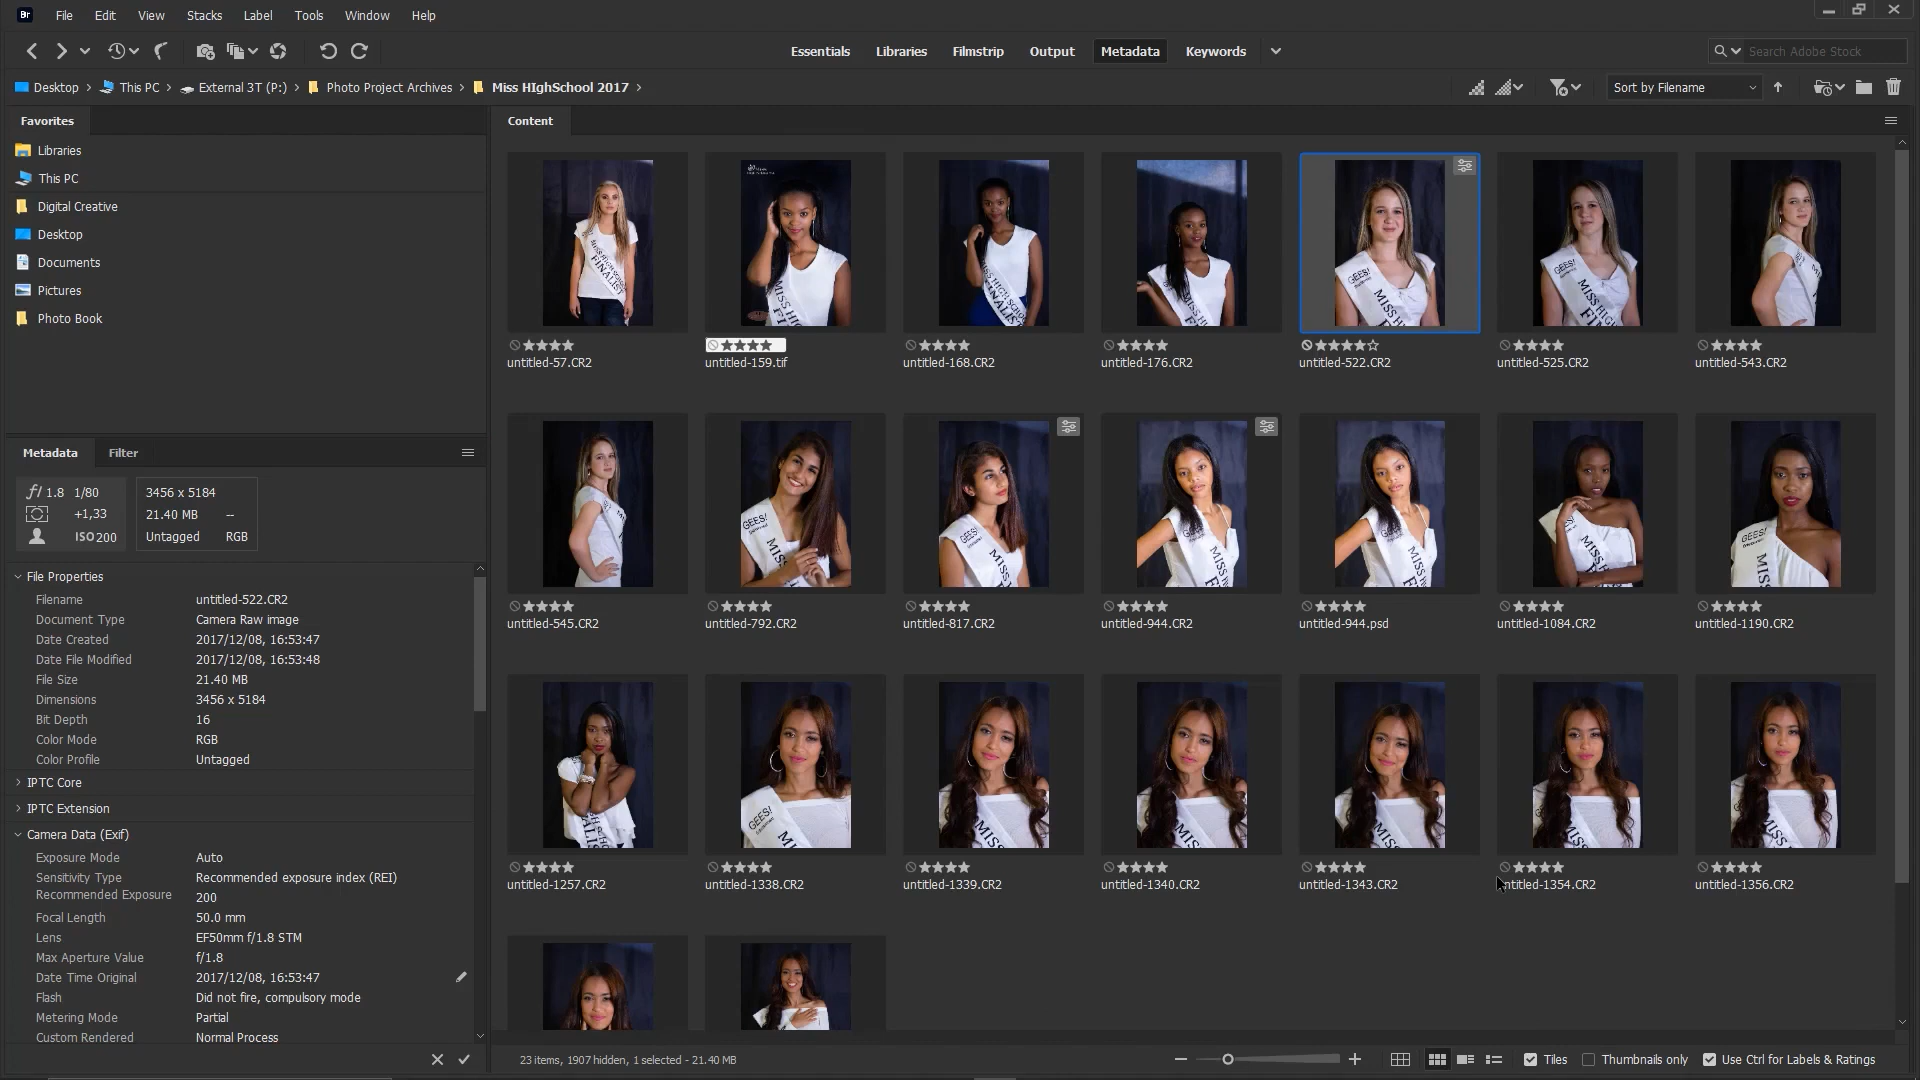 Br File Edit View Stacks Label Tools Window Help
Essentials Libraries Filmstrip Output Metadata Keywords Search Adobe Stock
Desktop This PC External 3T (P:) Photo Project Archives Miss HIghSchool 2017 Sort by Filename
Favorites
Libraries
This PC
Digital Creative
Desktop
Documents
Pictures
Photo Book
Metadata Filter
f/ 1.8 1/80
+1,33
ISO 200
3456 x 5184
21.40 MB --
Untagged RGB
File Properties
Filename untitled-522.CR2
Document Type Camera Raw image
Date Created 2017/12/08, 16:53:47
Date File Modified 2017/12/08, 16:53:48
File Size 21.40 MB
Dimensions 3456 x 5184
Bit Depth 16
Color Mode RGB
Color Profile Untagged
IPTC Core
IPTC Extension
Camera Data (Exif)
Exposure Mode Auto
Sensitivity Type Recommended exposure index (REI)
Recommended Exposure 200
Focal Length 50.0 mm
Lens EF50mm f/1.8 STM
Max Aperture Value f/1.8
Date Time Original 2017/12/08, 16:53:47
Flash Did not fire, compulsory mode
Metering Mode Partial
Custom Rendered Normal Process
Content
untitled-57.CR2 untitled-159.tif untitled-168.CR2 untitled-176.CR2 untitled-522.CR2 untitled-525.CR2 untitled-543.CR2
untitled-545.CR2 untitled-792.CR2 untitled-817.CR2 untitled-944.CR2 untitled-944.psd untitled-1084.CR2 untitled-1190.CR2
untitled-1257.CR2 untitled-1338.CR2 untitled-1339.CR2 untitled-1340.CR2 untitled-1343.CR2 untitled-1354.CR2 untitled-1356.CR2
23 items, 1907 hidden, 1 selected - 21.40 MB Tiles Thumbnails only Use Ctrl for Labels & Ratings